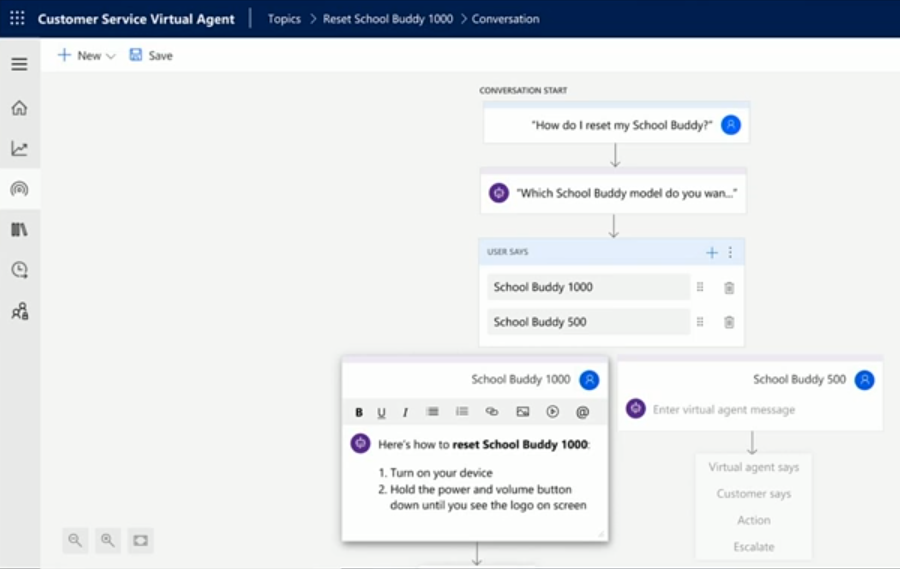 Customer Service Virtual Agent
Topics > Reset School Buddy 1000 > Conversation
New
Save
CONVERSATION START
"How do I reset my School Buddy?"
"Which School Buddy model do you wan..."
USER SAYS
School Buddy 1000
School Buddy 500
School Buddy 1000
B U I @
Here's how to reset School Buddy 1000:
1. Turn on your device
2. Hold the power and volume button
down until you see the logo on screen
School Buddy 500
Enter virtual agent message
Virtual agent says
Customer says
Action
Escalate